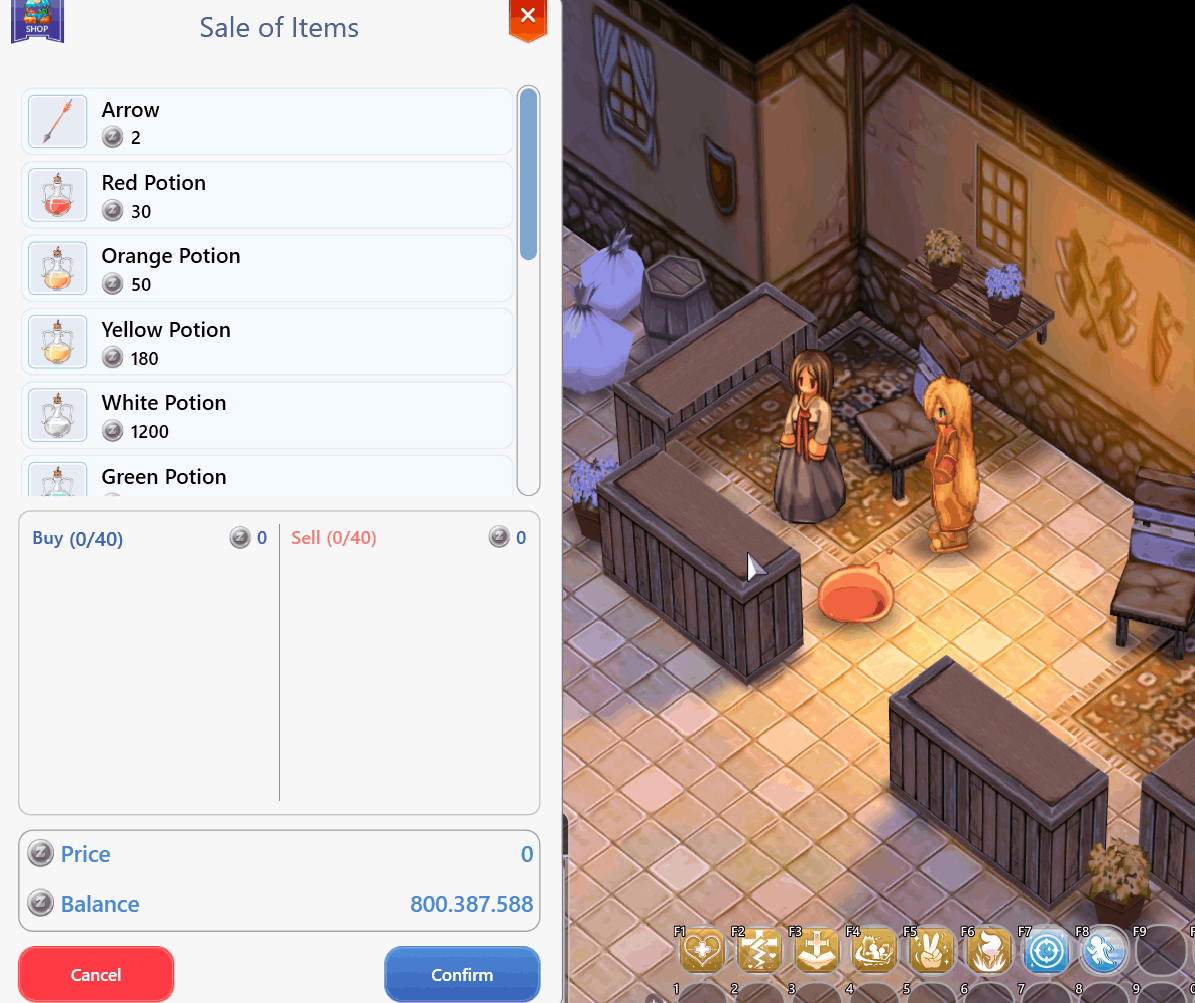 SHOP
Sale of Items
Arrow
2
Red Potion
30
Orange Potion
50
Yellow Potion
180
White Potion
1200
Green Potion
Buy (0/40) 0 Sell (0/40) 0
Price 0
Balance 800.387.588
Cancel Confirm
F1 F2 F3 F4 F5 F6 F7 F8 F9
1 2 3 4 5 6 7 8 9